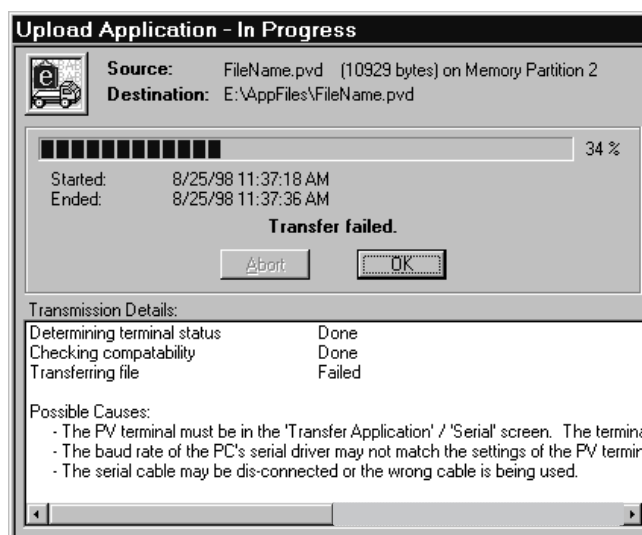 Upload Application - In Progress
Source: FileName.pvd (10929 bytes) on Memory Partition 2
Destination: E:\AppFiles\FileName.pvd
34 %
Started: 8/25/98 11:37:18 AM
Ended: 8/25/98 11:37:36 AM
Transfer failed.
Abort OK
Transmission Details:
Determining terminal status Done
Checking compatability Done
Transferring file Failed
Possible Causes:
- The PV terminal must be in the 'Transfer Application' / 'Serial' screen. The
- The baud rate of the PC's serial driver may not match the settings of the PV
- The serial cable may be dis-connected or the wrong cable is being used.